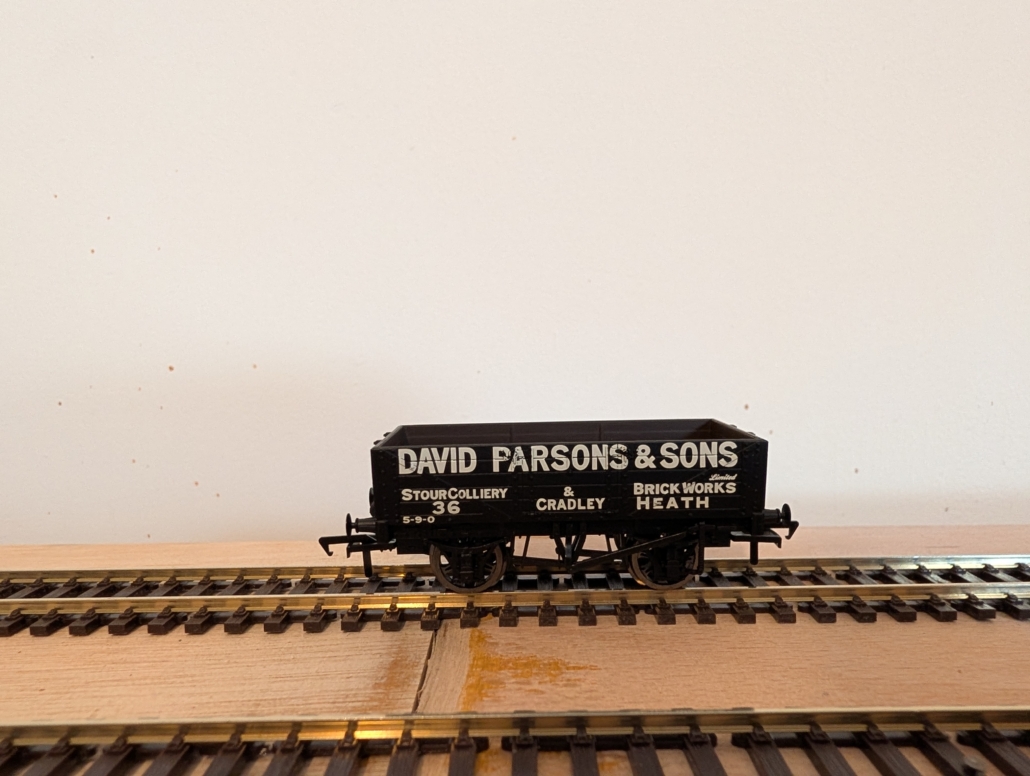 DAVID PARSONS & SONS
Limited
STOUR COLLIERY & BRICK WORKS
36 CRADLEY HEATH
5-9-0